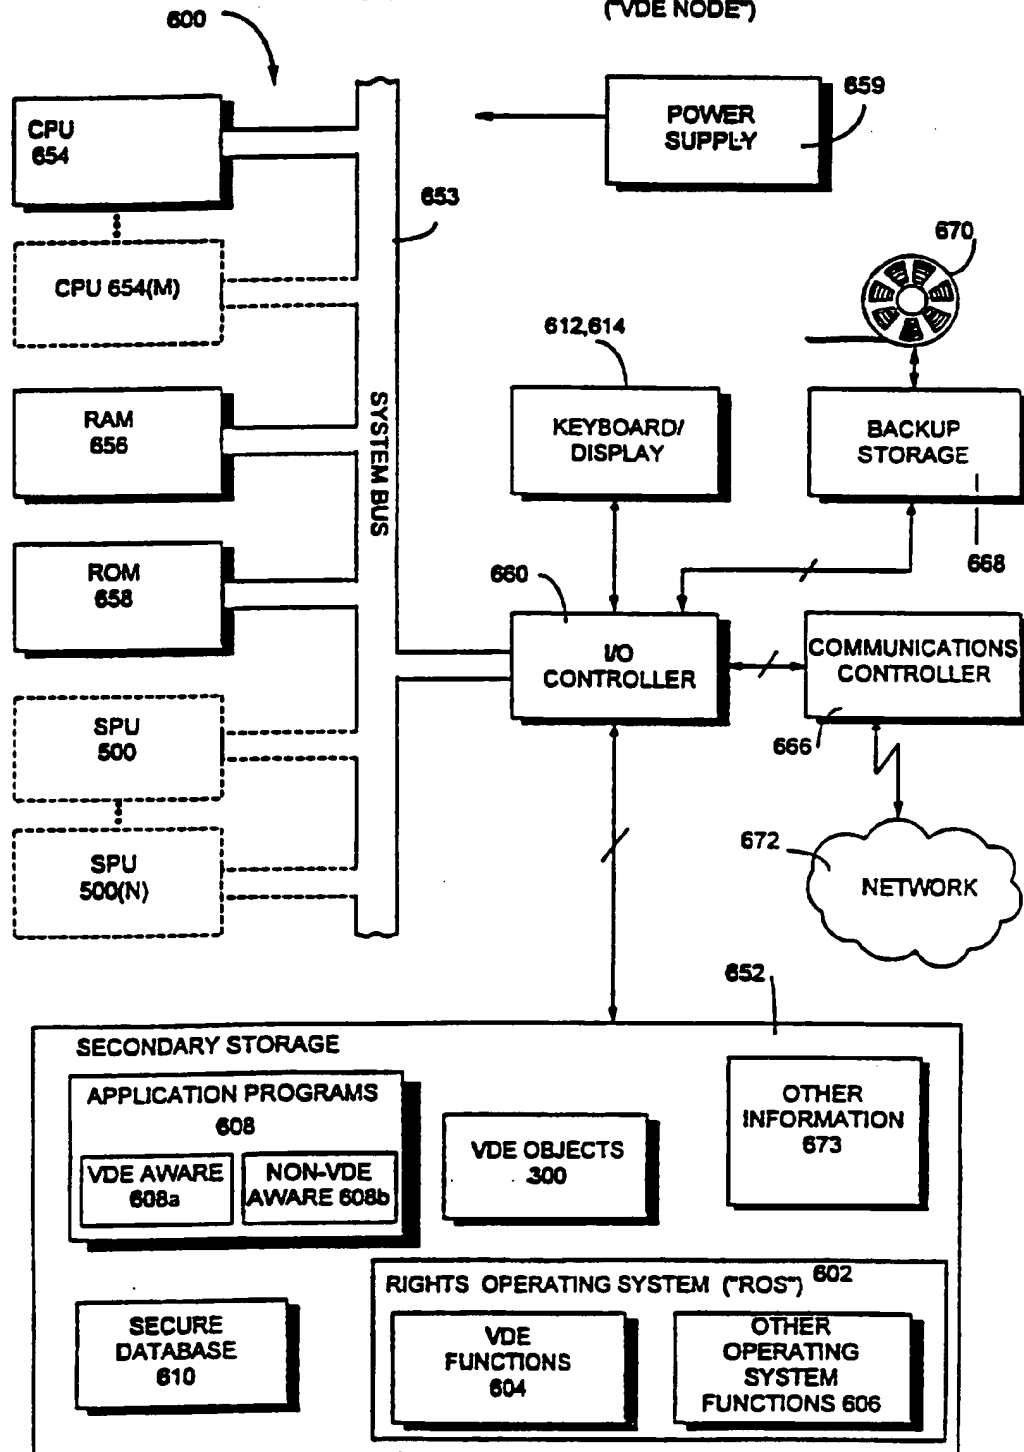 ("VDE NODE")
600
CPU
654
CPU 654(M)
RAM
656
ROM
658
SPU
500
SPU
500(N)
SYSTEM BUS
653
POWER
SUPPLY
659
670
612,614
KEYBOARD/
DISPLAY
BACKUP
STORAGE
668
660
I/O
CONTROLLER
COMMUNICATIONS
CONTROLLER
666
672
NETWORK
652
SECONDARY STORAGE
APPLICATION PROGRAMS
608
VDE AWARE
608a
NON-VDE
AWARE 608b
VDE OBJECTS
300
OTHER
INFORMATION
673
SECURE
DATABASE
610
RIGHTS OPERATING SYSTEM ("ROS") 602
VDE
FUNCTIONS
604
OTHER
OPERATING
SYSTEM
FUNCTIONS 606